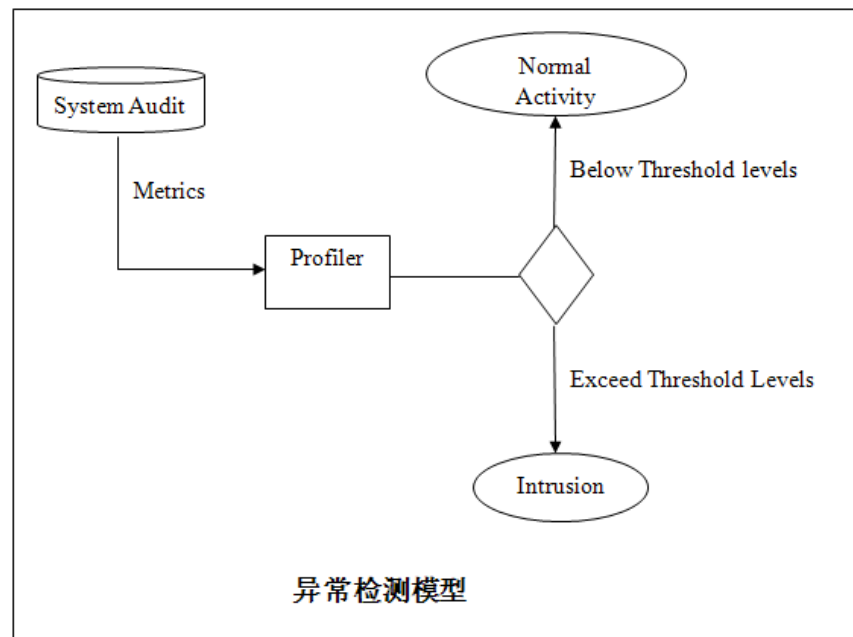 System Audit
Normal
Activity
Metrics
Below Threshold levels
Profiler
Exceed Threshold Levels
Intrusion
异常检测模型